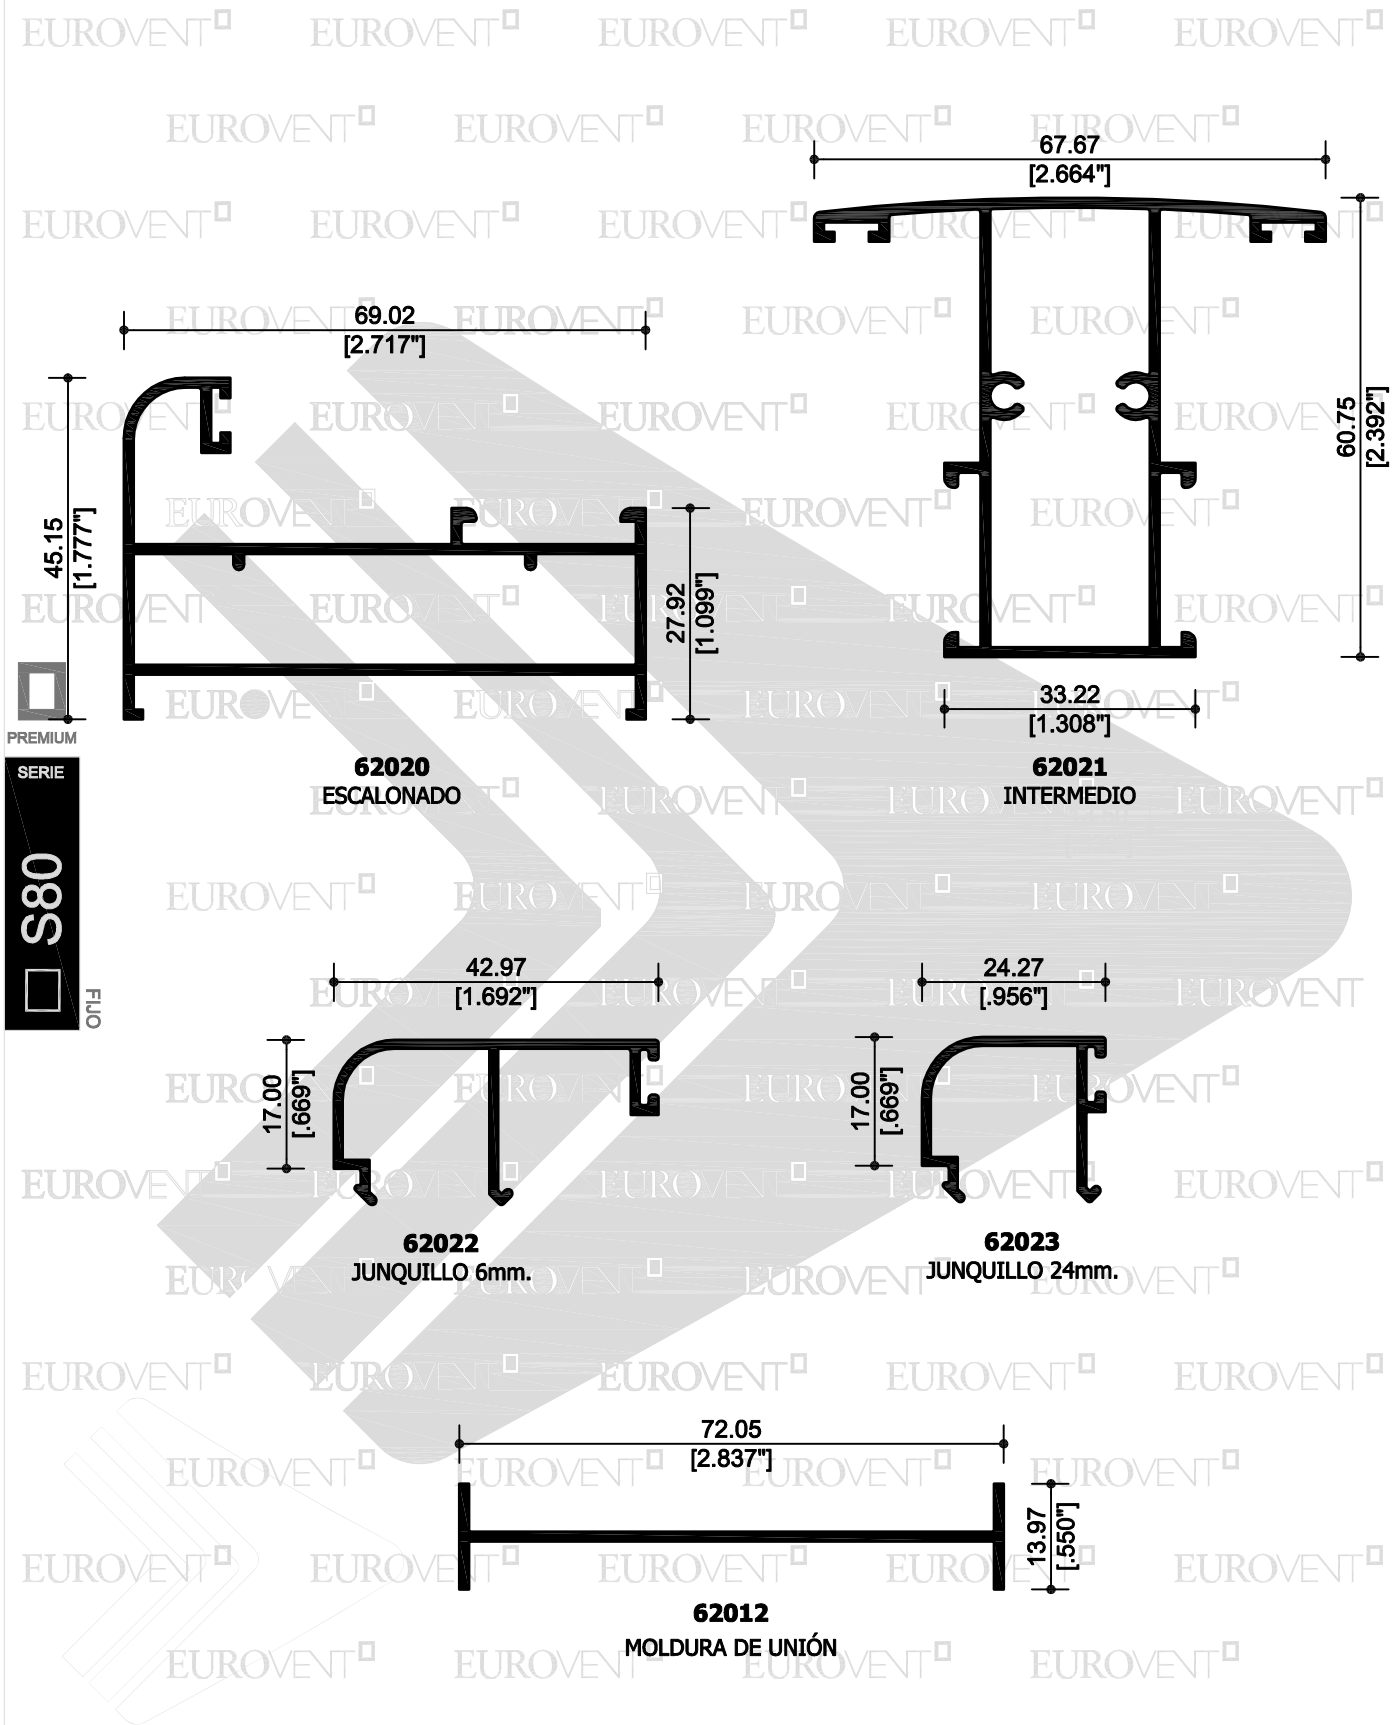 67.67
[2.664"]
69.02
[2.717"]
60.75
[2.392"]
45.15
[1.777"]
27.92
[1.099"]
33.22
[1.308"]
62020
ESCALONADO
62021
INTERMEDIO
PREMIUM
SERIE
S80
FIJO
42.97
[1.692"]
24.27
[.956"]
17.00
[.669"]
17.00
[.669"]
62022
JUNQUILLO 6mm.
62023
JUNQUILLO 24mm.
72.05
[2.837"]
13.97
[.550"]
62012
MOLDURA DE UNIÓN
EUROVENT